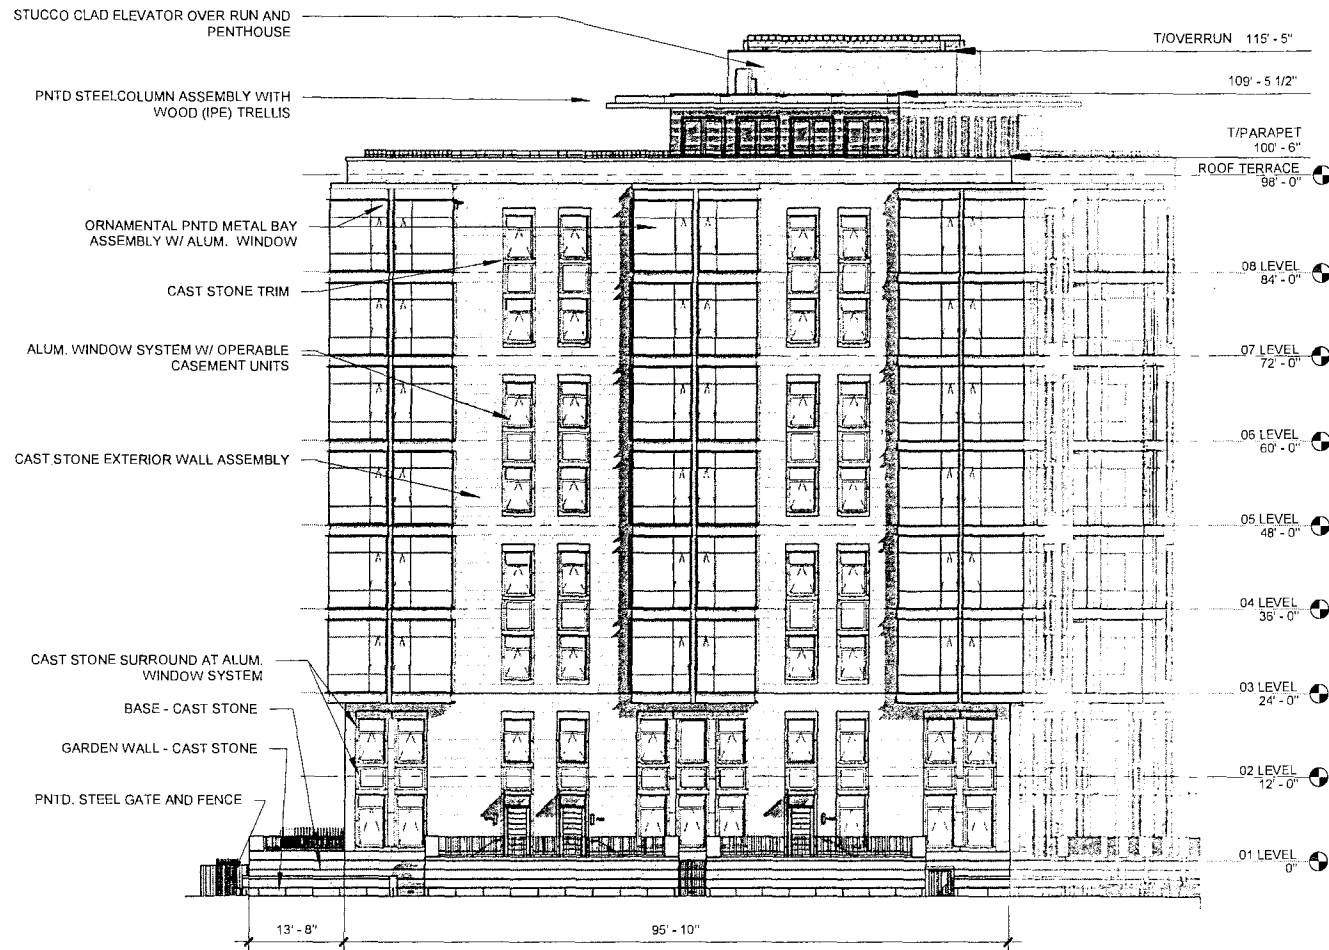 STUCCO CLAD ELEVATOR OVER RUN AND
PENTHOUSE
PNTD STEELCOLUMN ASSEMBLY WITH
WOOD (IPE) TRELLIS
ORNAMENTAL PNTD METAL BAY
ASSEMBLY W/ ALUM. WINDOW
CAST STONE TRIM
ALUM. WINDOW SYSTEM W/ OPERABLE
CASEMENT UNITS
CAST STONE EXTERIOR WALL ASSEMBLY
CAST STONE SURROUND AT ALUM.
WINDOW SYSTEM
BASE - CAST STONE
GARDEN WALL - CAST STONE
PNTD. STEEL GATE AND FENCE
T/OVERRUN 115' - 5"
109' - 5 1/2"
T/PARAPET
100' - 6"
ROOF TERRACE
98' - 0"
08 LEVEL
84' - 0"
07 LEVEL
72' - 0"
06 LEVEL
60' - 0"
05 LEVEL
48' - 0"
04 LEVEL
36' - 0"
03 LEVEL
24' - 0"
02 LEVEL
12' - 0"
01 LEVEL
0"
13' - 8"
95' - 10"